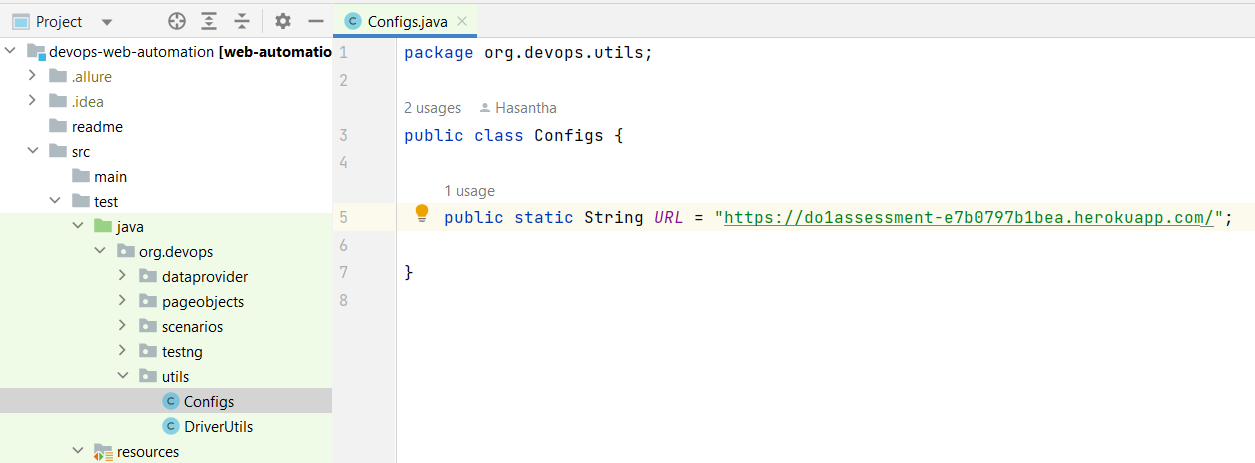 Project
devops-web-automation [web-automatio
.allure
.idea
readme
src
main
test
java
org.devops
dataprovider
pageobjects
scenarios
testng
utils
Configs
DriverUtils
resources
Configs.java
1 package org.devops.utils;
2
2 usages Hasantha
3 public class Configs {
4
1 usage
5 public static String URL = "https://do1assessment-e7b0797b1bea.herokuapp.com/";
6
7 }
8